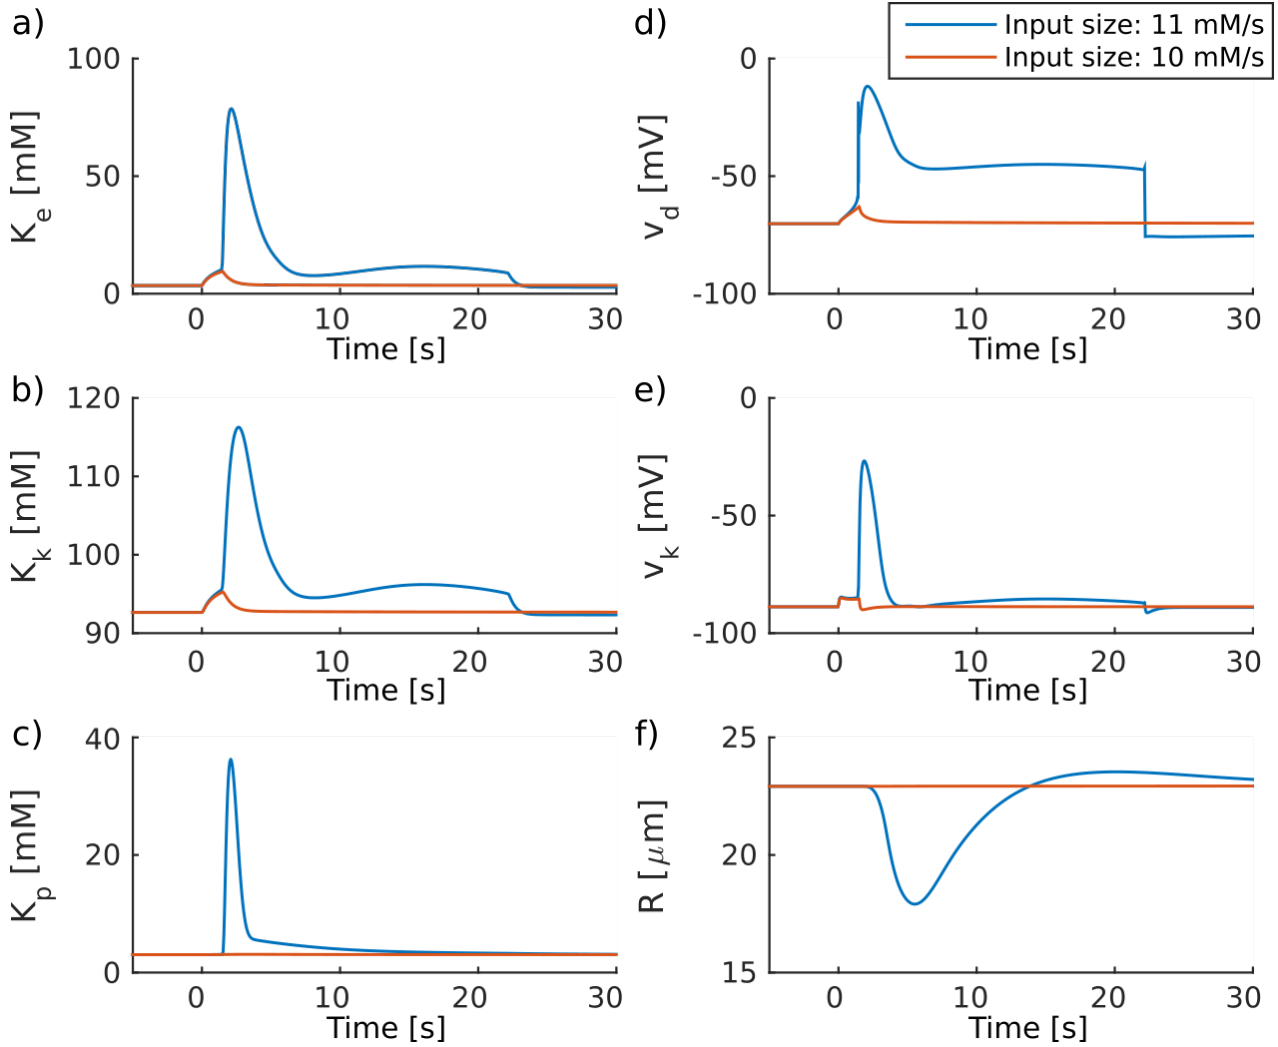 a)
100
50
0
K_e [mM]
0 10 20 30
Time [s]
d)
Input size: 11 mM/s
Input size: 10 mM/s
0
-50
-100
v_d [mV]
0 10 20 30
Time [s]
b)
120
110
100
90
K_k [mM]
0 10 20 30
Time [s]
e)
0
-50
-100
v_k [mV]
0 10 20 30
Time [s]
c)
40
20
0
K_p [mM]
0 10 20 30
Time [s]
f)
25
20
15
R [μm]
0 10 20 30
Time [s]